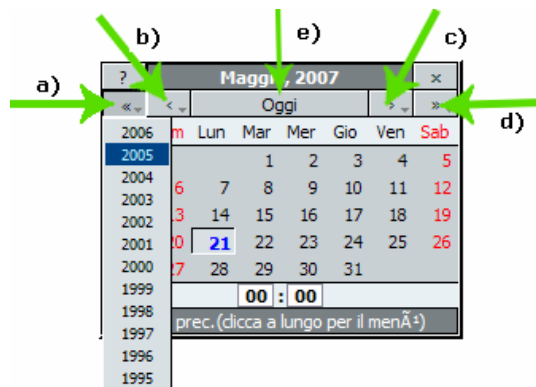 b) e) c)
? Maggio, 2007 ×
a) « ‹ Oggi › » d)
m Lun Mar Mer Gio Ven Sab
1 2 3 4 5
6 7 8 9 10 11 12
13 14 15 16 17 18 19
20 21 22 23 24 25 26
27 28 29 30 31
00 : 00
prec.(clicca a lungo per il menÃ¹)
2006
2005
2004
2003
2002
2001
2000
1999
1998
1997
1996
1995